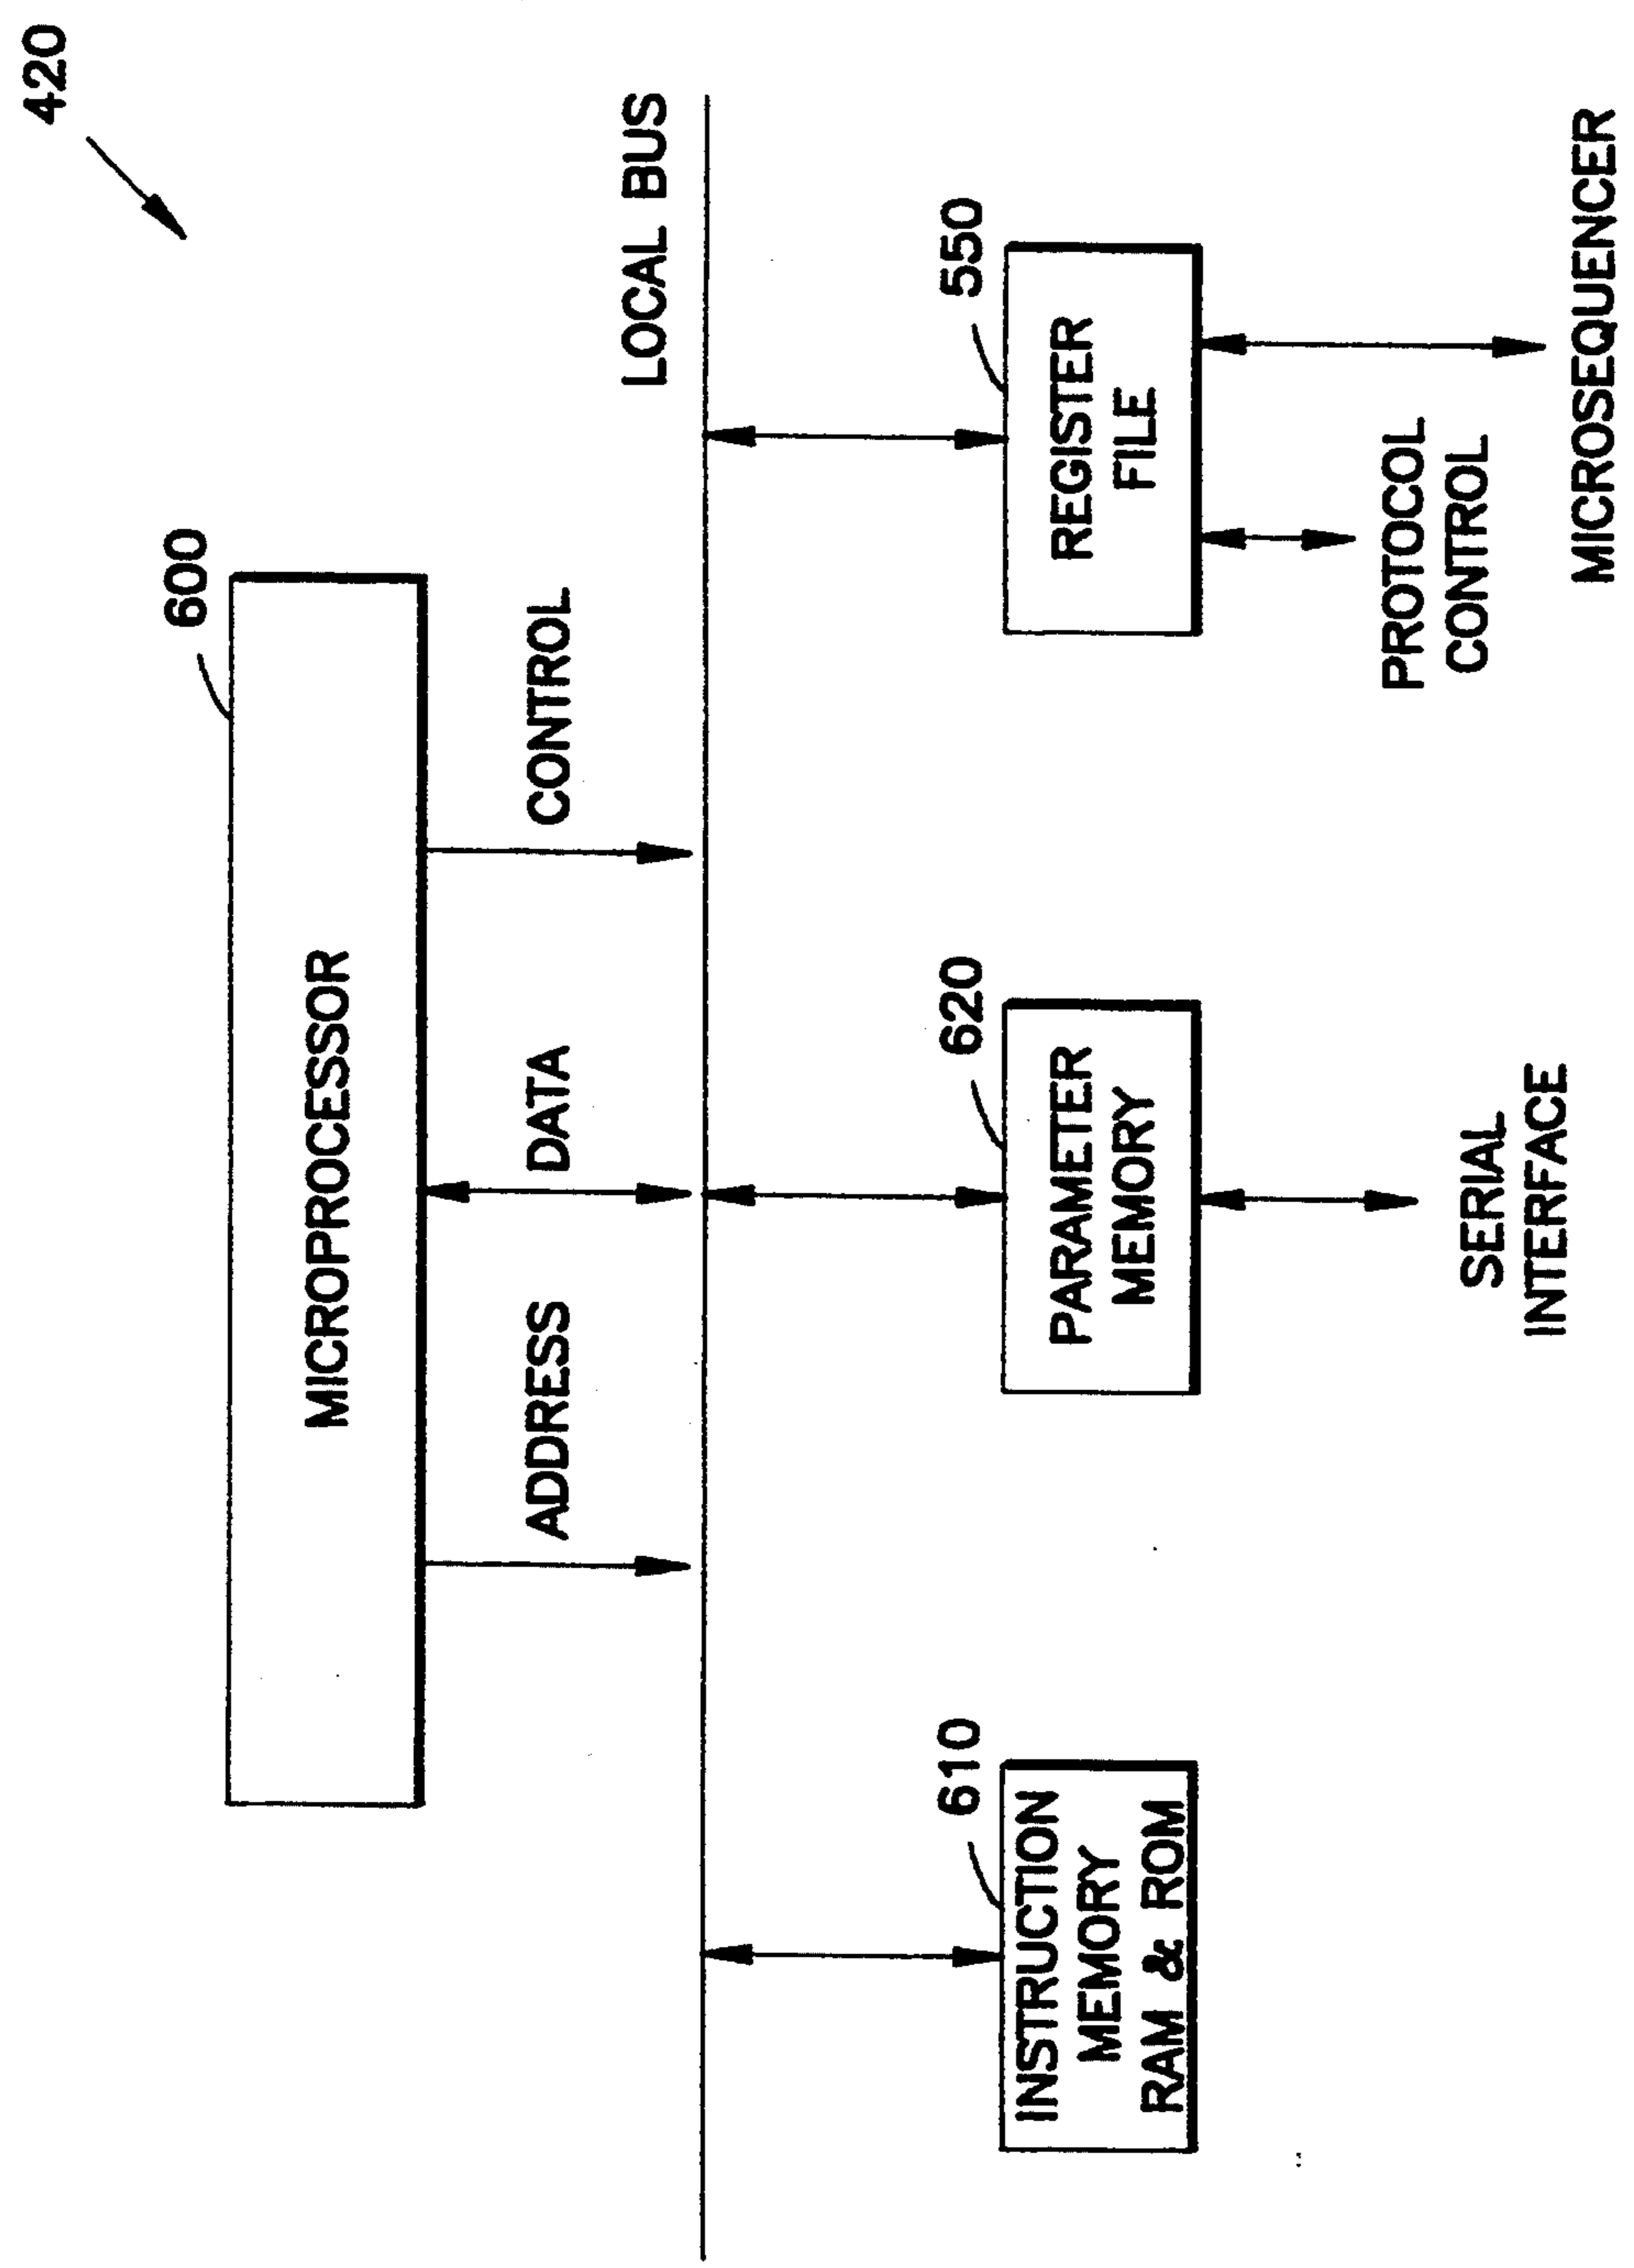 420
600
MICROPROCESSOR
ADDRESS
DATA
CONTROL
LOCAL BUS
610
INSTRUCTION
MEMORY
RAM & ROM
620
PARAMETER
MEMORY
SERIAL
INTERFACE
550
REGISTER
FILE
PROTOCOL
CONTROL
MICROSEQUENCER